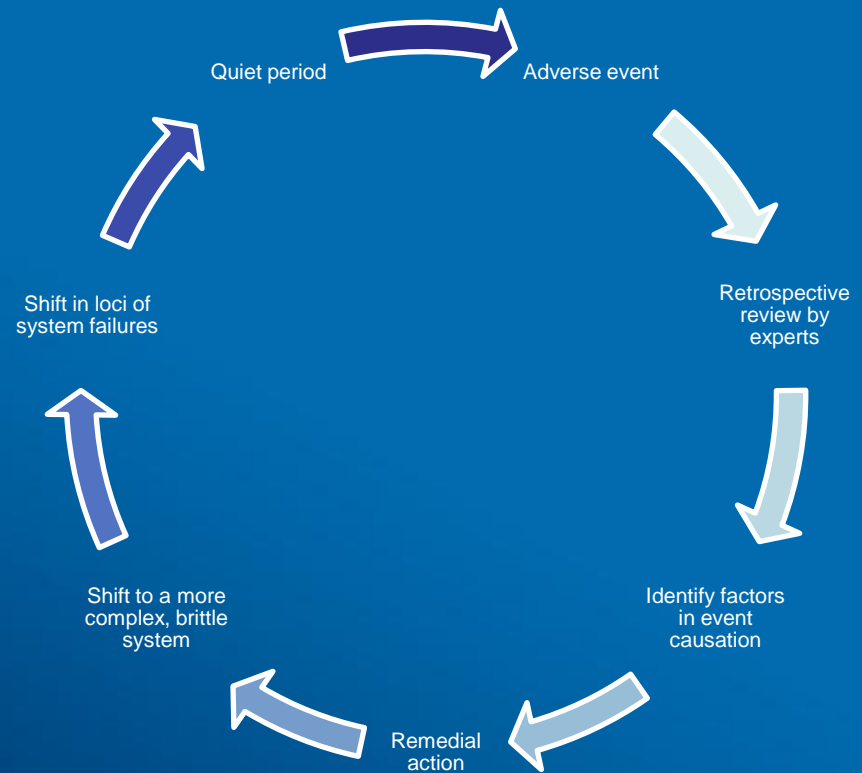 Quiet period
Adverse event
Retrospective
review by
experts
Identify factors
in event
causation
Remedial
action
Shift to a more
complex, brittle
system
Shift in loci of
system failures